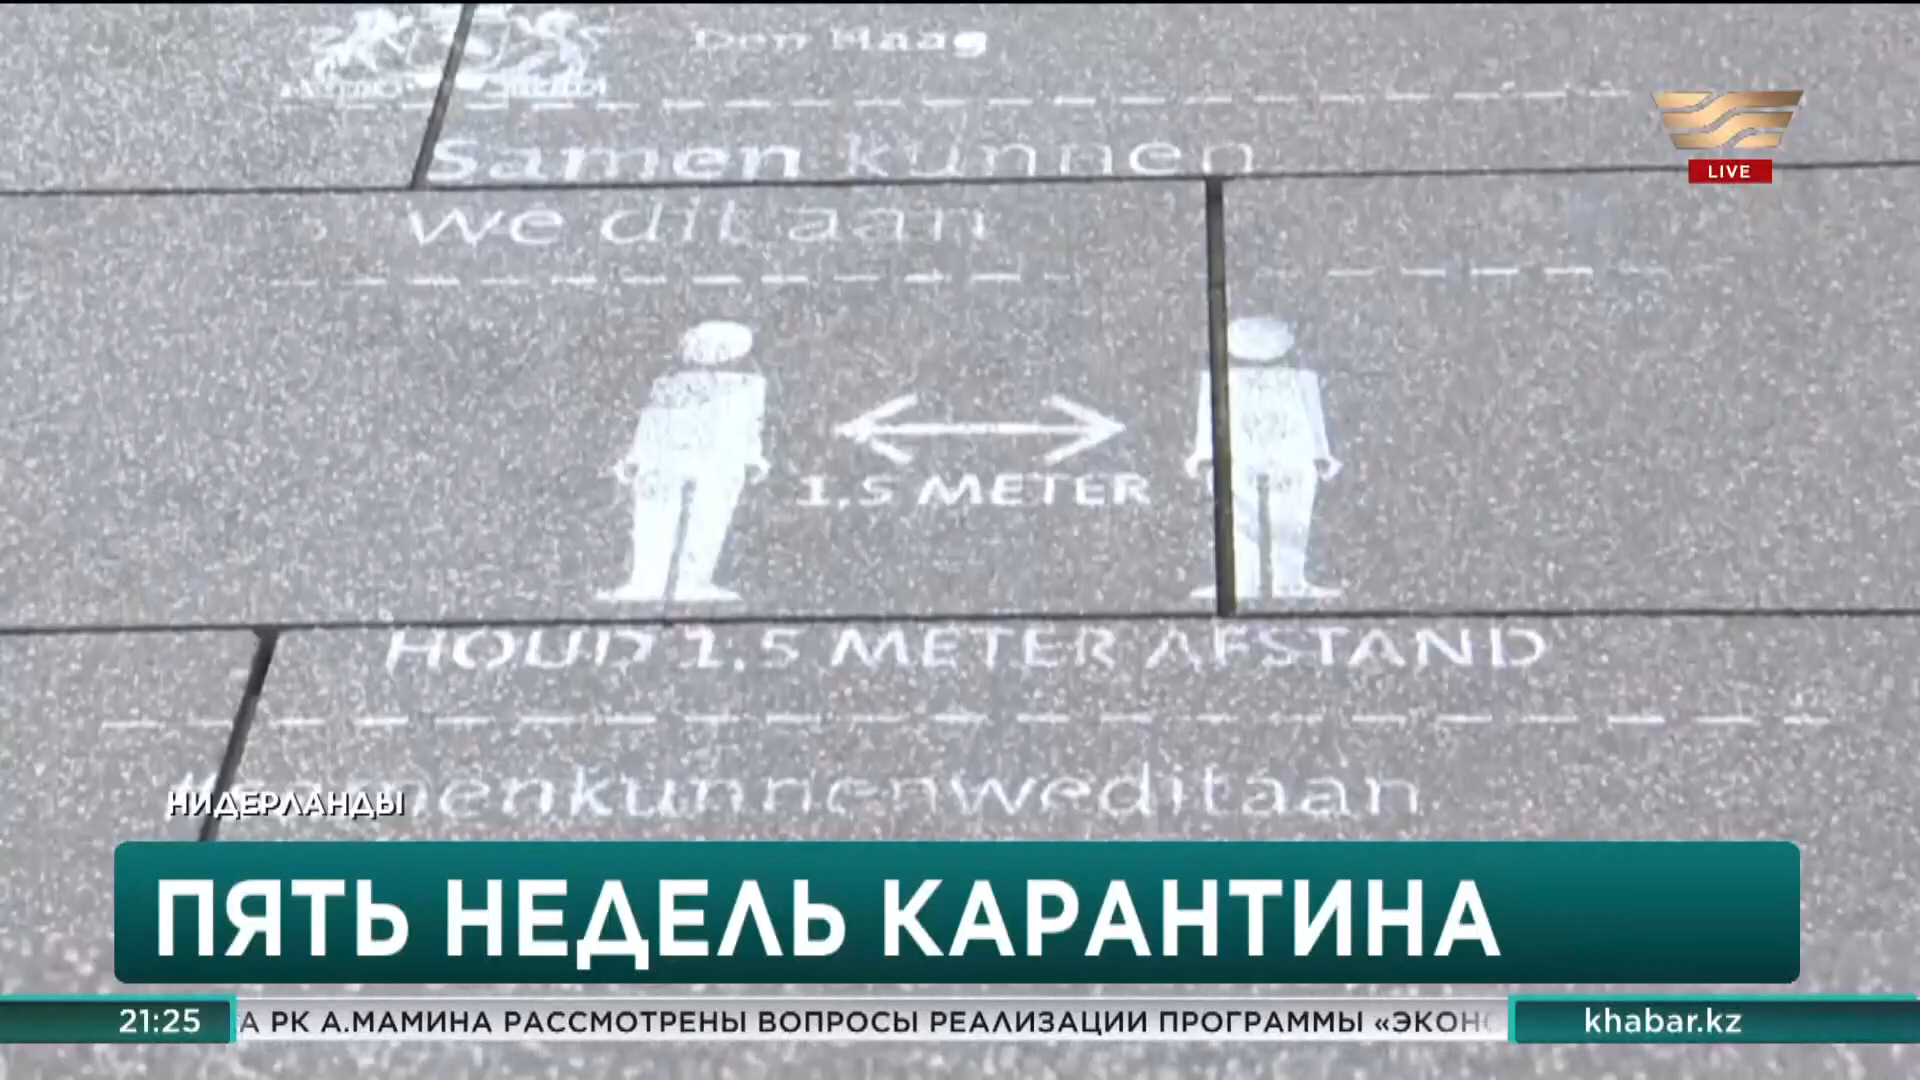 Den Haag
LIVE
Samen kunnen
we dit aan
1.5 METER
HOUD 1.5 METER AFSTAND
menkunnenweditaan
НИДЕРЛАНДЫ
ПЯТЬ НЕДЕЛЬ КАРАНТИНА
21:25
А РК А.МАМИНА РАССМОТРЕНЫ ВОПРОСЫ РЕАЛИЗАЦИИ ПРОГРАММЫ «ЭКОН
khabar.kz